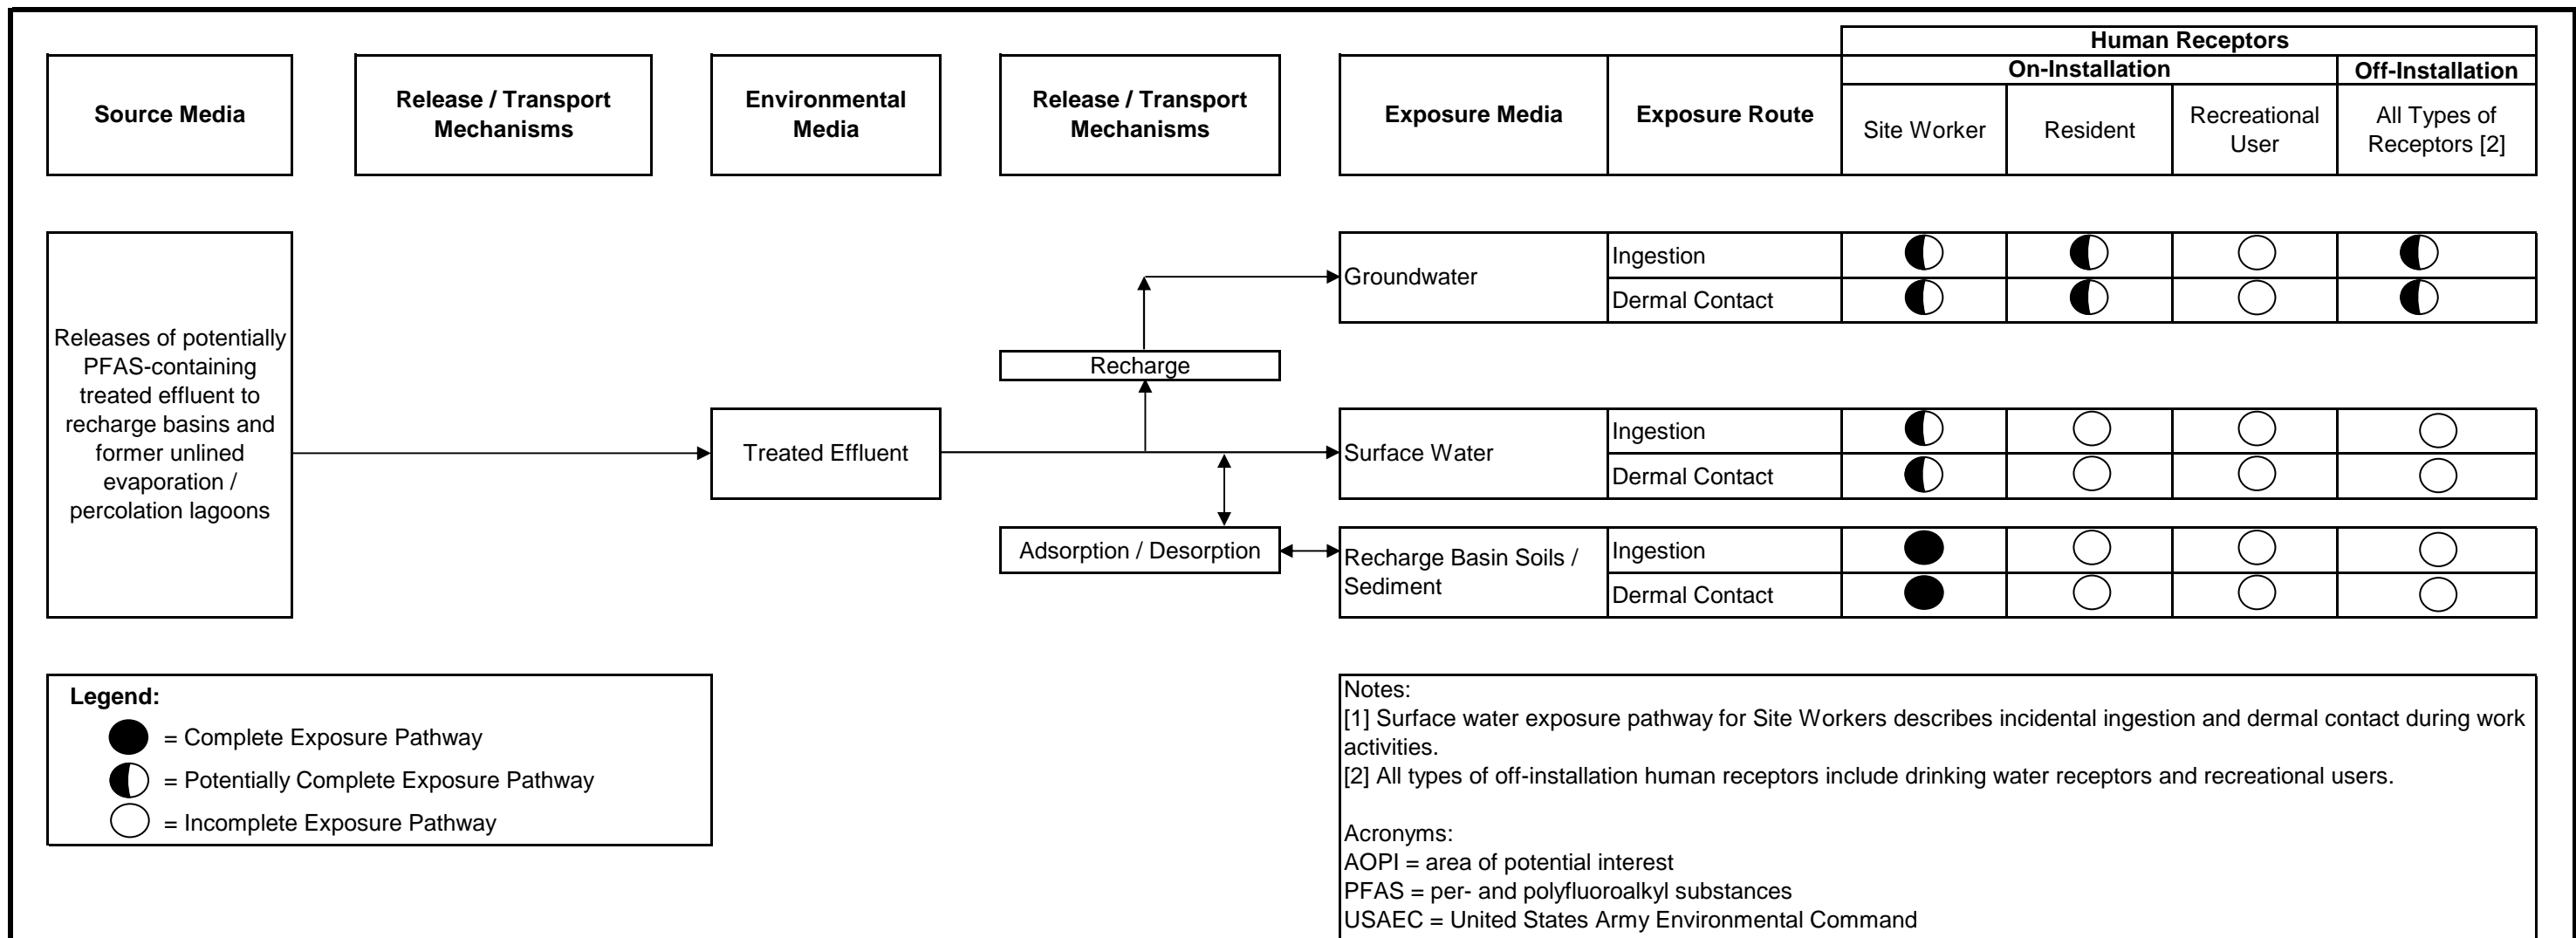 Human Receptors
On-Installation
Off-Installation
Source Media
Release / Transport
Mechanisms
Environmental
Media
Release / Transport
Mechanisms
Exposure Media
Exposure Route
Site Worker
Resident
Recreational
User
All Types of
Receptors [2]
Releases of potentially
PFAS-containing
treated effluent to
recharge basins and
former unlined
evaporation /
percolation lagoons
Treated Effluent
Recharge
Adsorption / Desorption
Groundwater
Ingestion
Dermal Contact
Surface Water
Ingestion
Dermal Contact
Recharge Basin Soils /
Sediment
Ingestion
Dermal Contact
Legend:
= Complete Exposure Pathway
= Potentially Complete Exposure Pathway
= Incomplete Exposure Pathway
Notes:
[1] Surface water exposure pathway for Site Workers describes incidental ingestion and dermal contact during work
activities.
[2] All types of off-installation human receptors include drinking water receptors and recreational users.
Acronyms:
AOPI = area of potential interest
PFAS = per- and polyfluoroalkyl substances
USAEC = United States Army Environmental Command